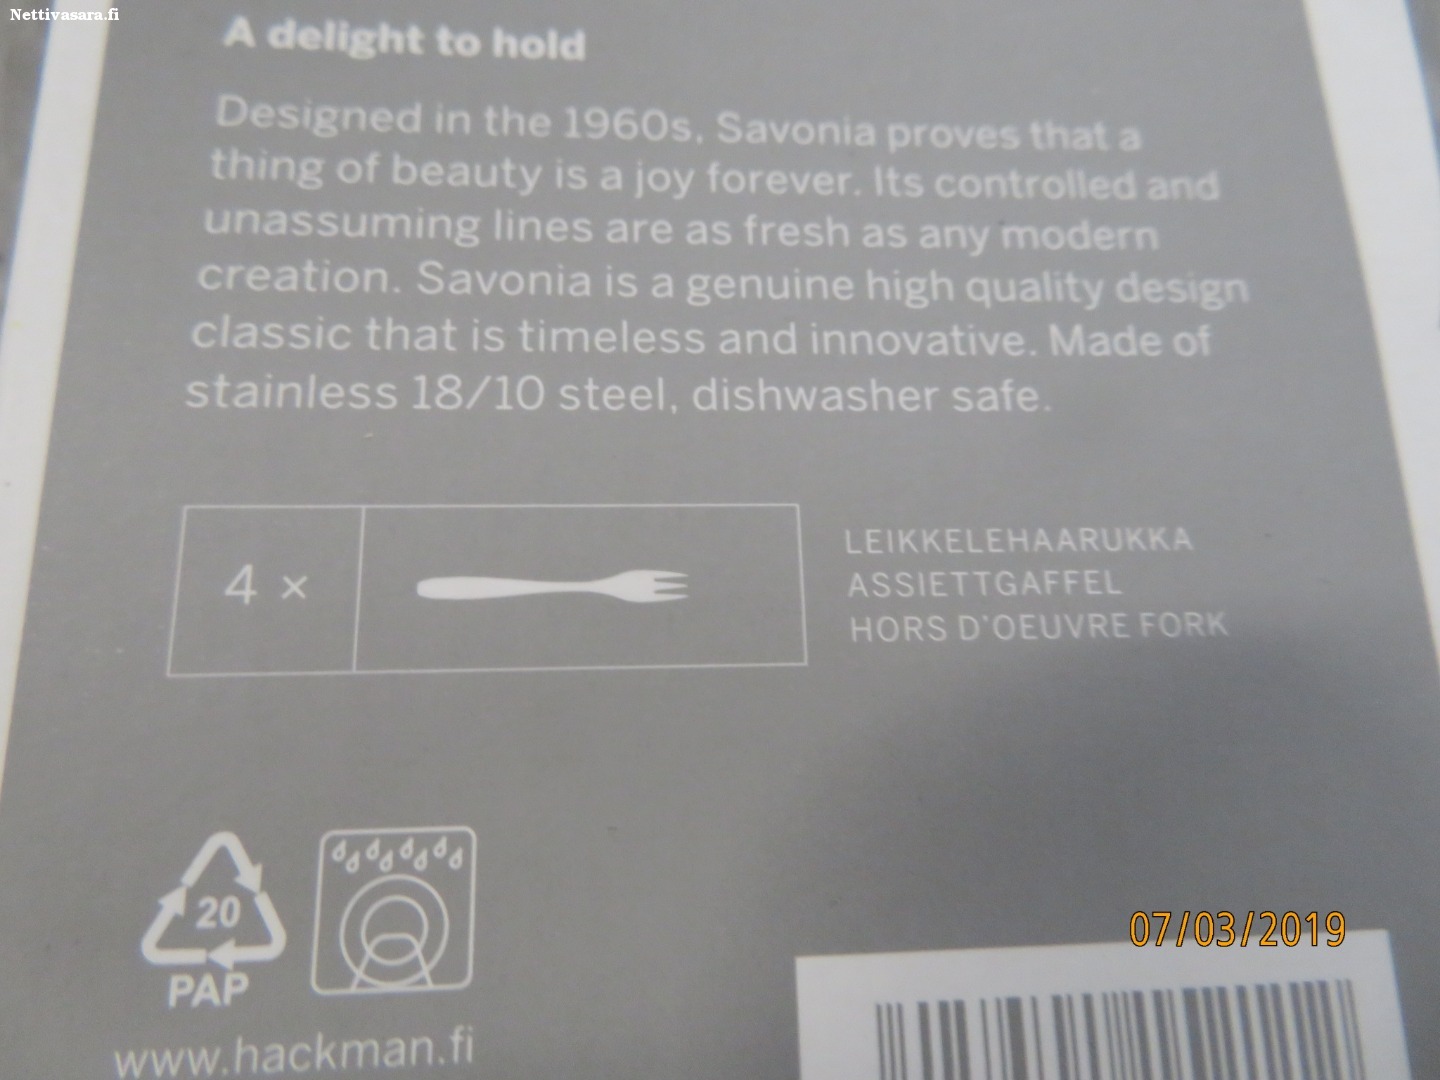 Nettivasara.fi
A delight to hold
Designed in the 1960s, Savonia proves that a
thing of beauty is a joy forever. Its controlled and
unassuming lines are as fresh as any modern
creation. Savonia is a genuine high quality design
classic that is timeless and innovative. Made of
stainless 18/10 steel, dishwasher safe.
4 ×
LEIKKELEHAARUKKA
ASSIETTGAFFEL
HORS D'OEUVRE FORK
20
PAP
www.hackman.fi
07/03/2019